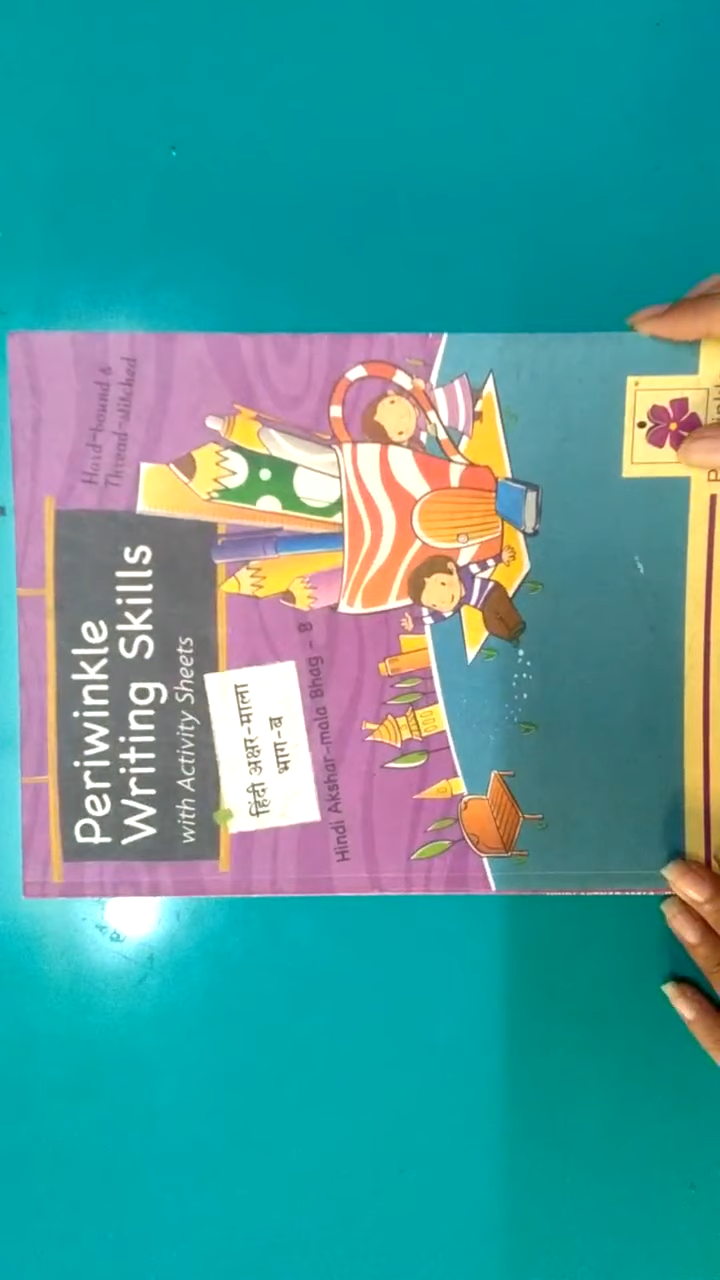 Hard-bound &
Thread-stitched
Periwinkle
Writing Skills
with Activity Sheets
हिंदी अक्षर-माला
भाग-ब
Hindi Akshar-mala Bhag - B